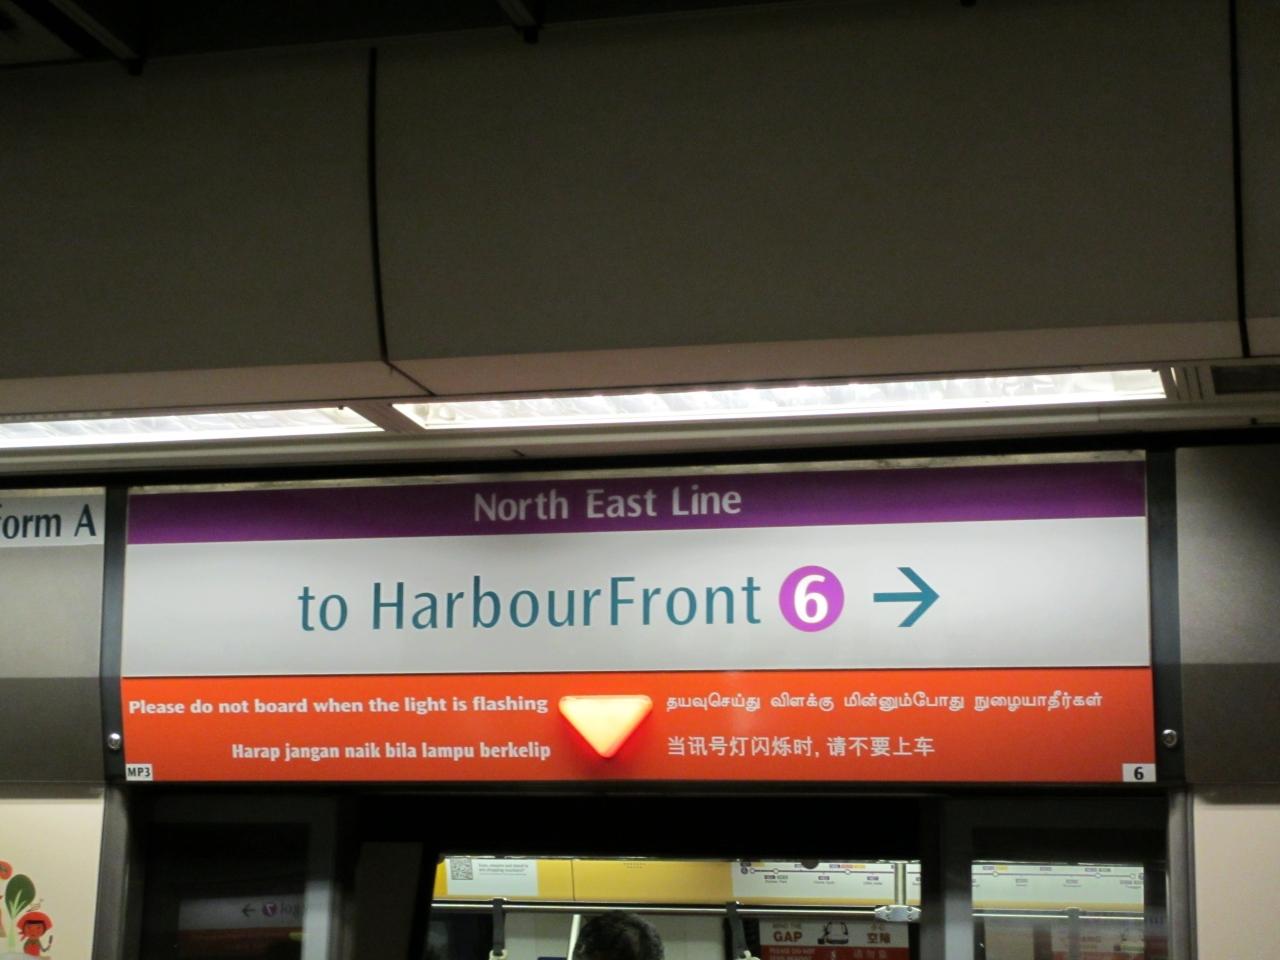 North East Line
form A
to HarbourFront 6 →
Please do not board when the light is flashing
Harap jangan naik bila lampu berkelip
தயவுசெய்து விளக்கு மின்னும்போது நுழையாதீர்கள்
当讯号灯闪烁时, 请不要上车
MP3
6
MIND THE
GAP